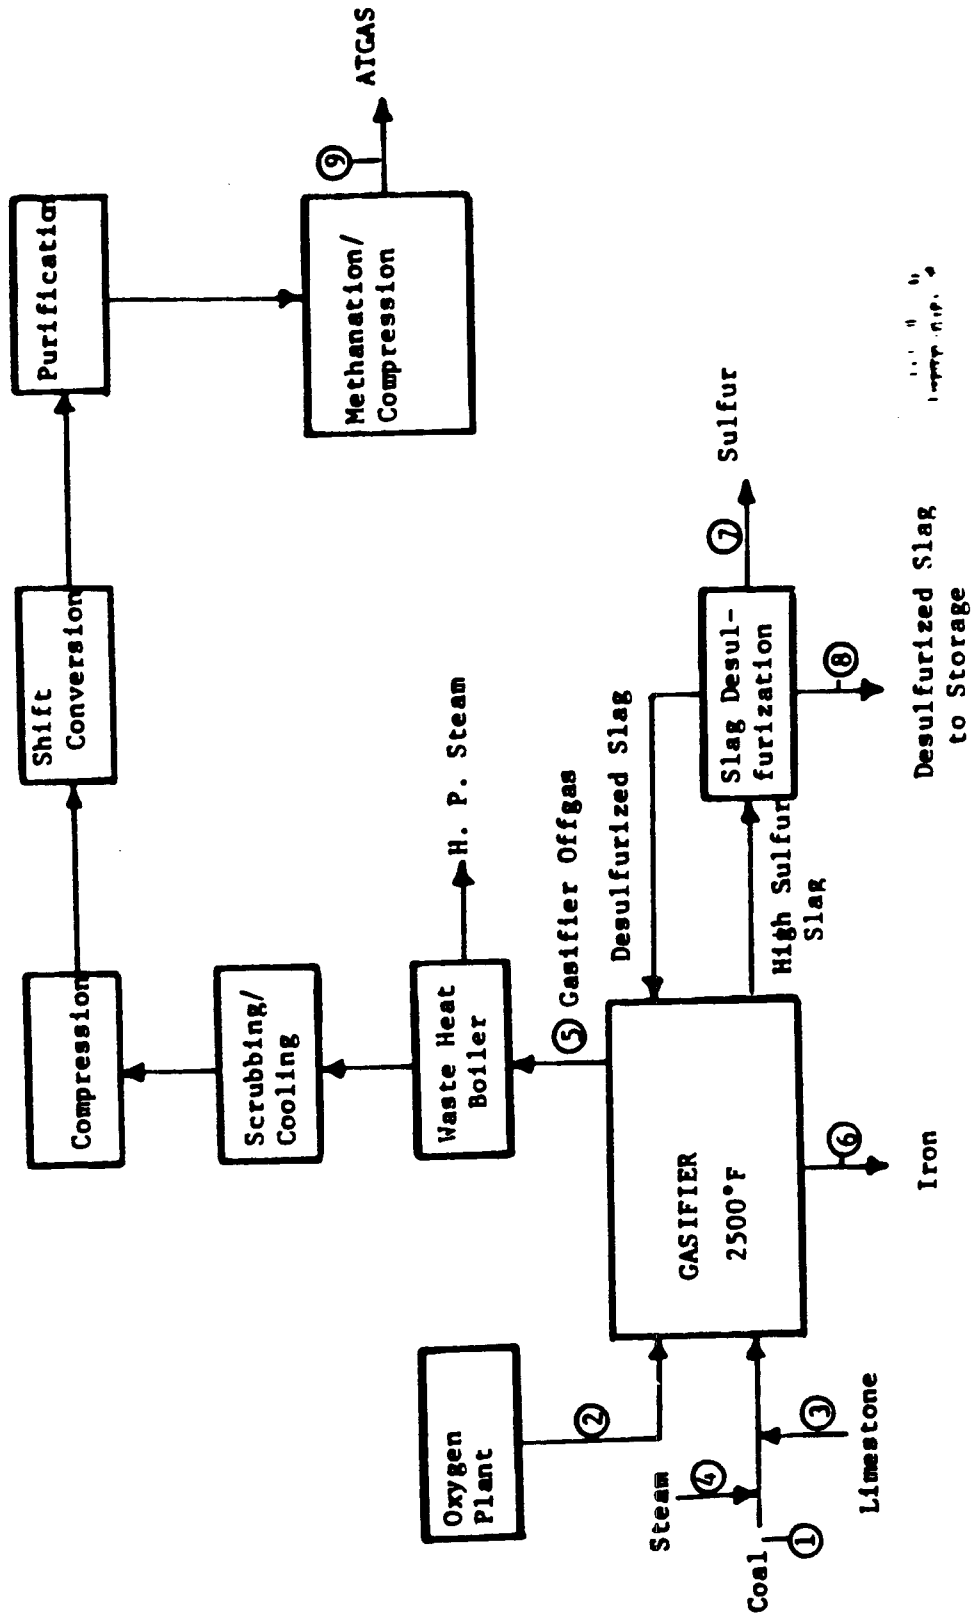 Purification
ATGAS
9
Methanation/
Compression
Shift
Conversion
Compression
Scrubbing/
Cooling
Waste Heat
Boiler
H. P. Steam
5 Gasifier Offgas
Desulfurized Slag
Slag Desul-
furization
7
Sulfur
High Sulfur
Slag
8
Desulfurized Slag
to Storage
GASIFIER
2500°F
6
Iron
Oxygen
Plant
2
Steam
4
Coal
1
3
Limestone